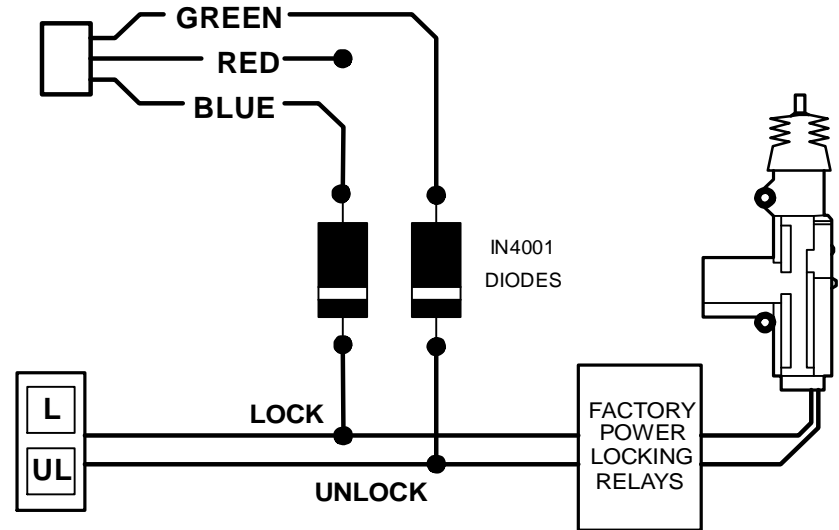 GREEN
RED
BLUE
IN4001
DIODES
L
LOCK
UL
UNLOCK
FACTORY
POWER
LOCKING
RELAYS